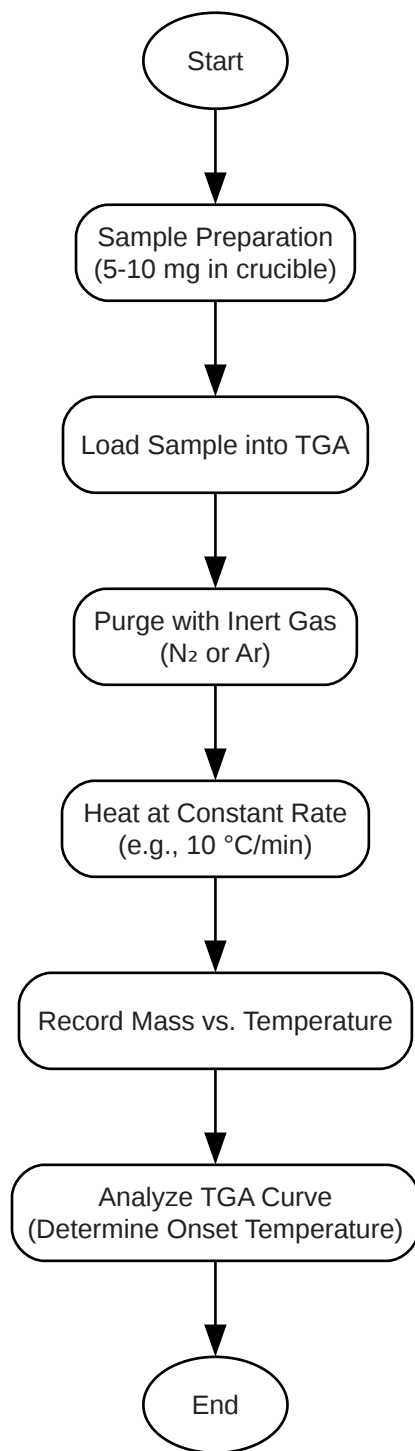 Start
Sample Preparation
(5-10 mg in crucible)
Load Sample into TGA
Purge with Inert Gas
(N₂ or Ar)
Heat at Constant Rate
(e.g., 10 °C/min)
Record Mass vs. Temperature
Analyze TGA Curve
(Determine Onset Temperature)
End